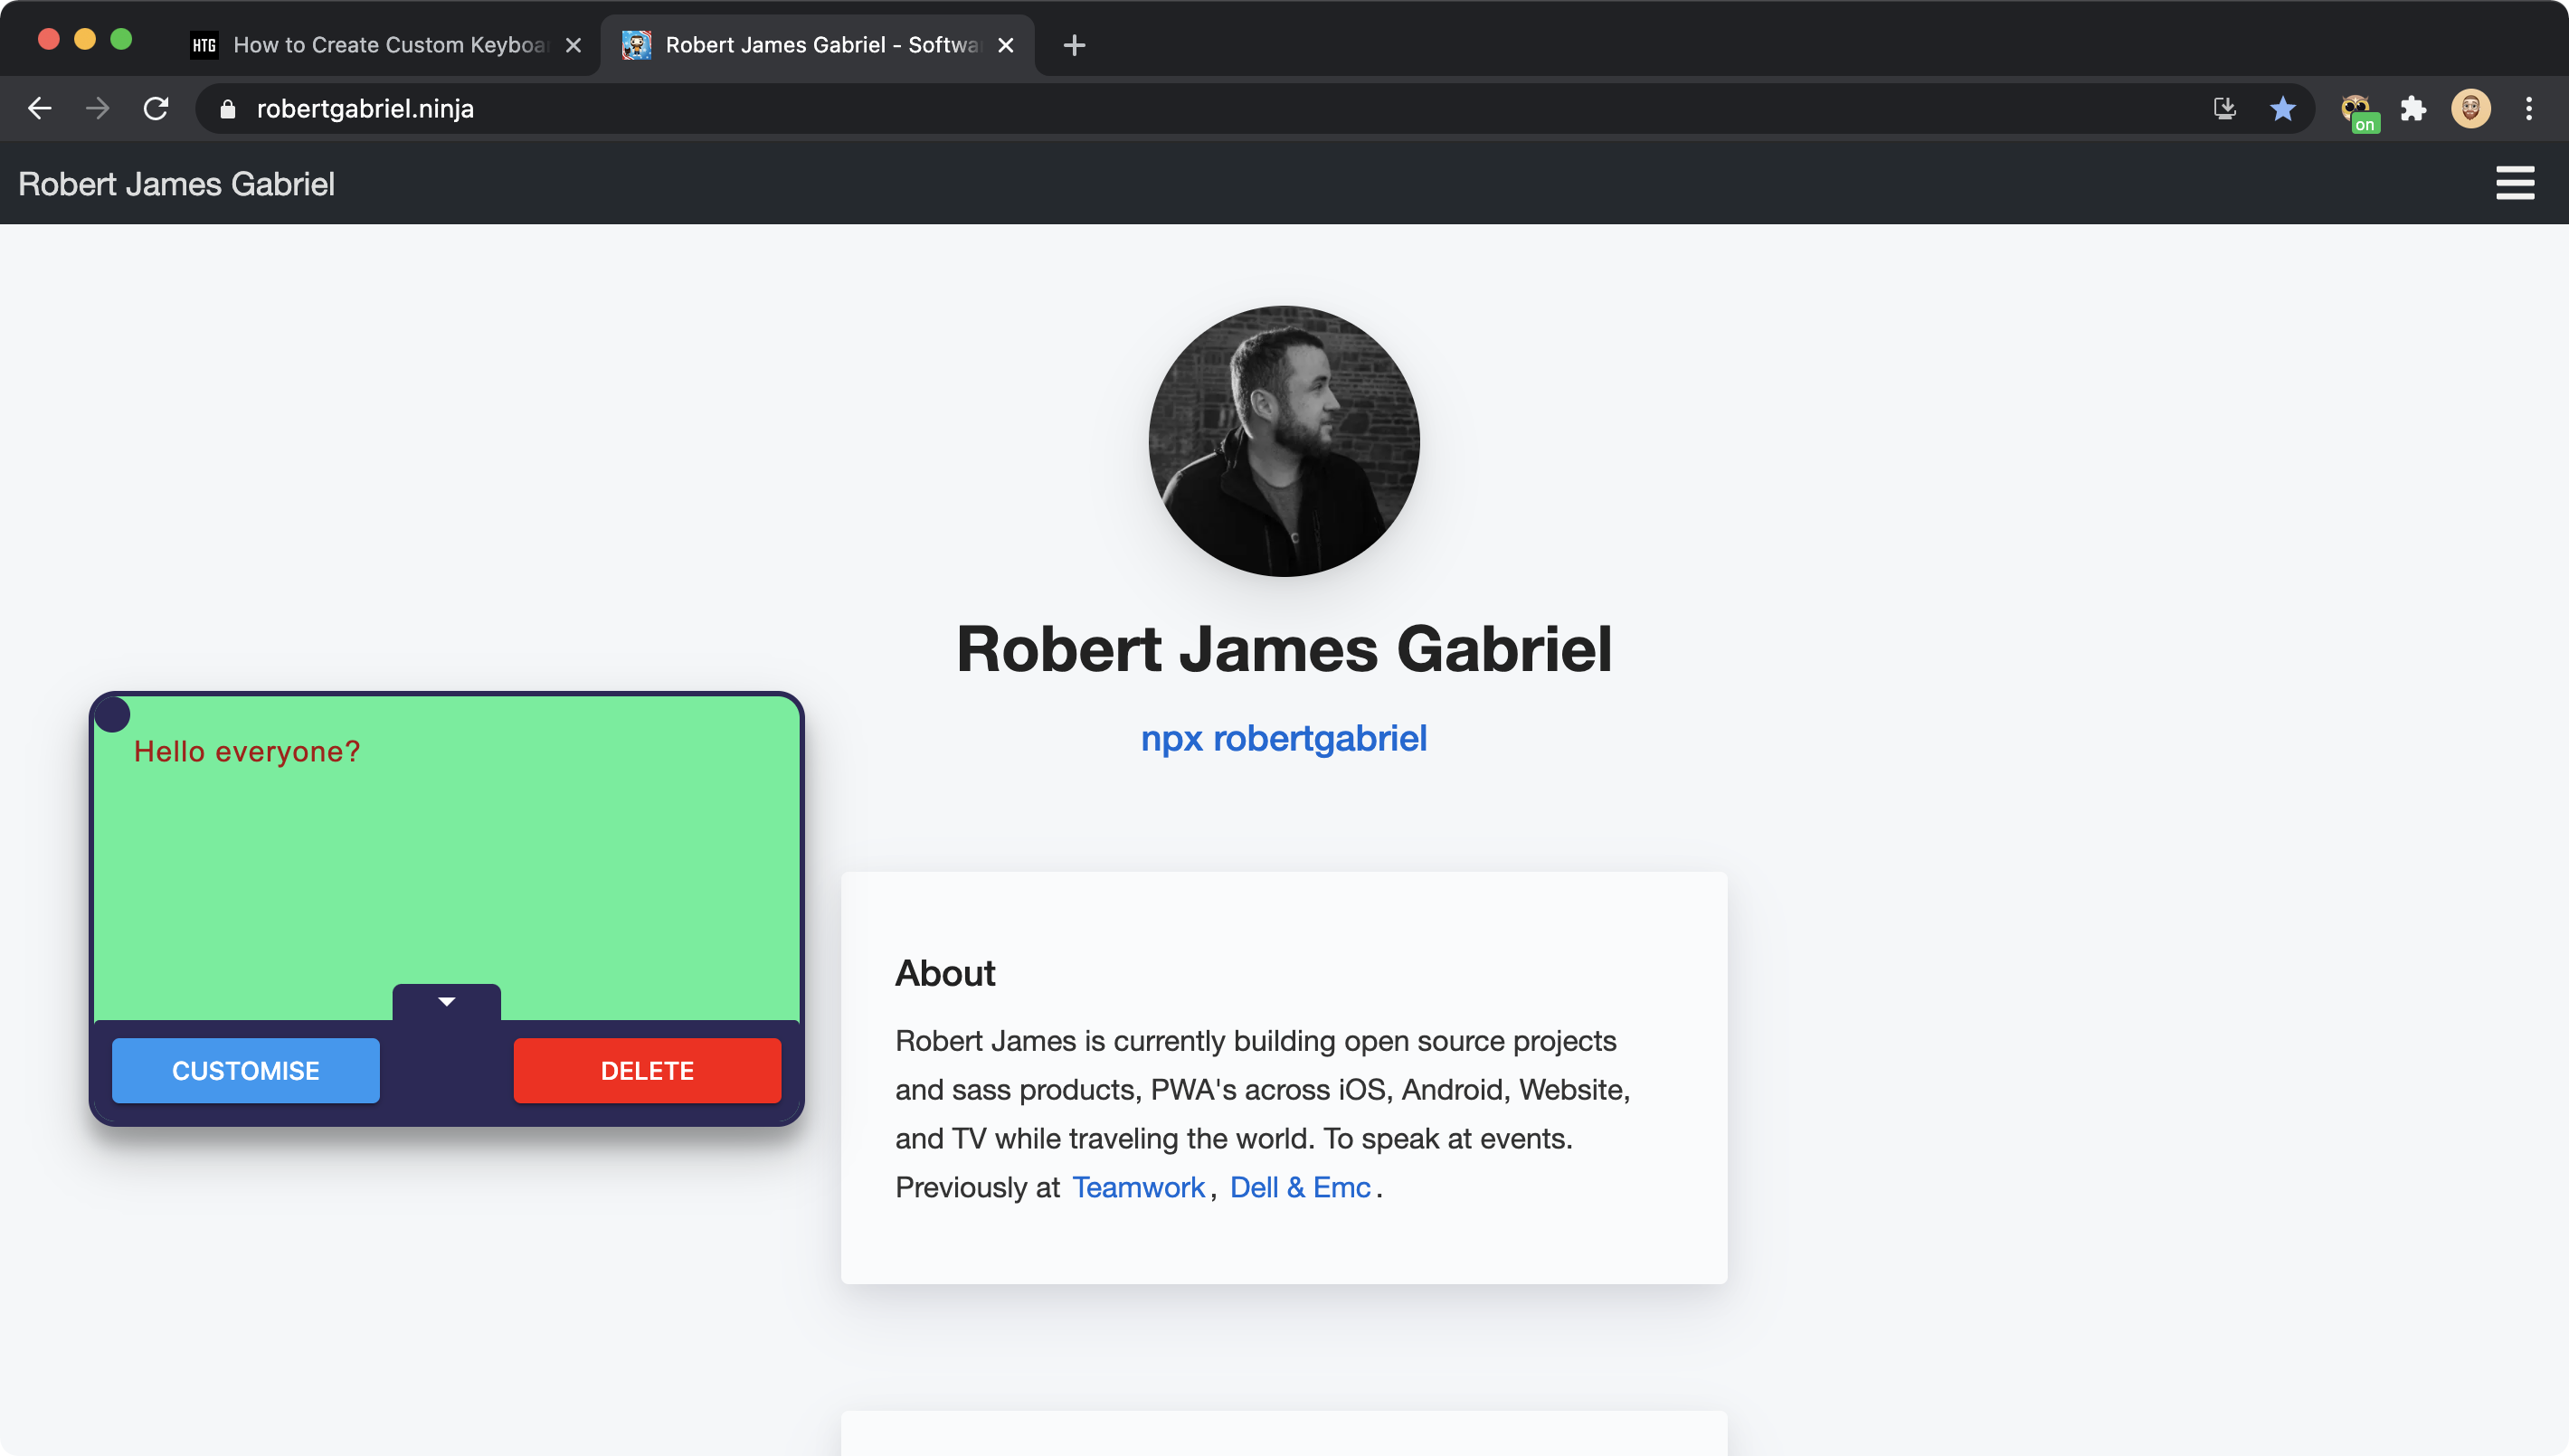 HTG How to Create Custom Keyboa
Robert James Gabriel - Softwa
robertgabriel.ninja
on
Robert James Gabriel
Robert James Gabriel
npx robertgabriel
Hello everyone?
CUSTOMISE
DELETE
About
Robert James is currently building open source projects
and sass products, PWA's across iOS, Android, Website,
and TV while traveling the world. To speak at events.
Previously at Teamwork, Dell & Emc.